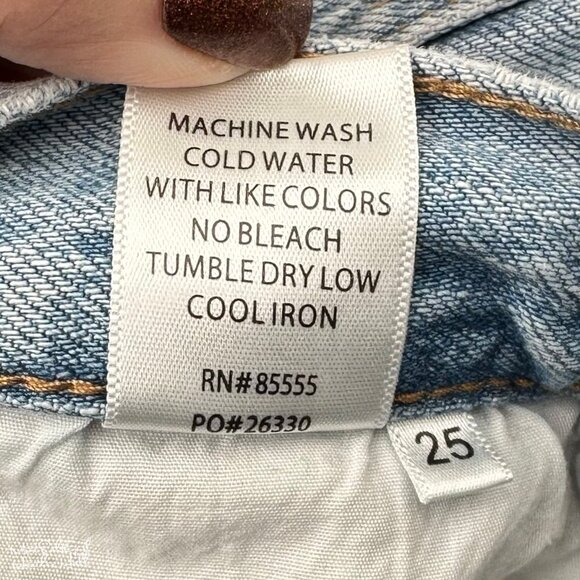 MACHINE WASH
COLD WATER
WITH LIKE COLORS
NO BLEACH
TUMBLE DRY LOW
COOL IRON
RN# 85555
PO#26330
25